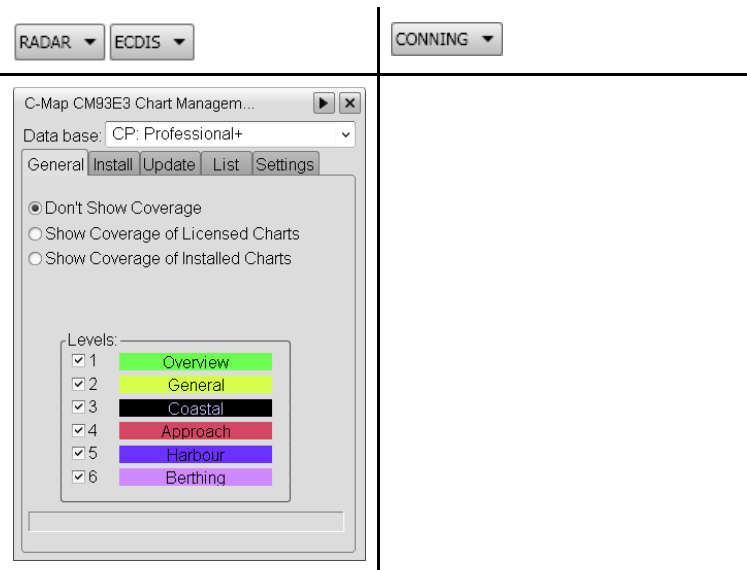 RADAR ECDIS CONNING
C-Map CM93E3 Chart Managem...
Data base: CP: Professional+
General Install Update List Settings
Don't Show Coverage
Show Coverage of Licensed Charts
Show Coverage of Installed Charts
Levels:
1 Overview
2 General
3 Coastal
4 Approach
5 Harbour
6 Berthing